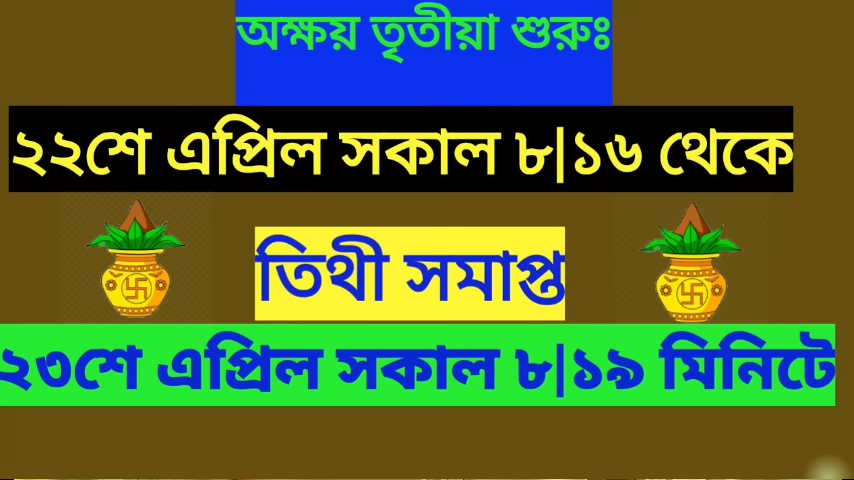 অক্ষয় তৃতীয়া শুরুঃ
২২শে এপ্রিল সকাল ৮|১৬ থেকে
তিথী সমাপ্ত
২৩শে এপ্রিল সকাল ৮|১৯ মিনিটে